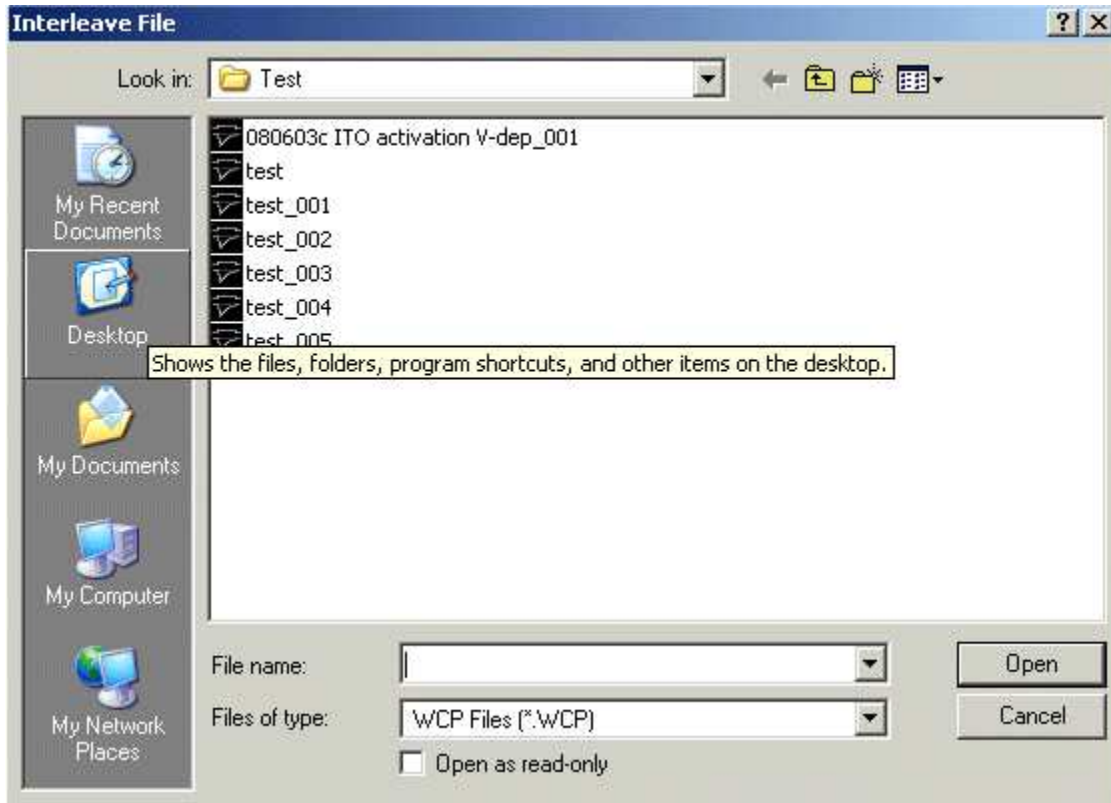 Interleave File
Look in: Test
080603c ITO activation V-dep_001
test
test_001
test_002
test_003
test_004
test_005
My Recent
Documents
Desktop
Shows the files, folders, program shortcuts, and other items on the desktop.
My Documents
My Computer
My Network
Places
File name:
Open
Files of type: WCP Files (*.WCP)
Cancel
Open as read-only